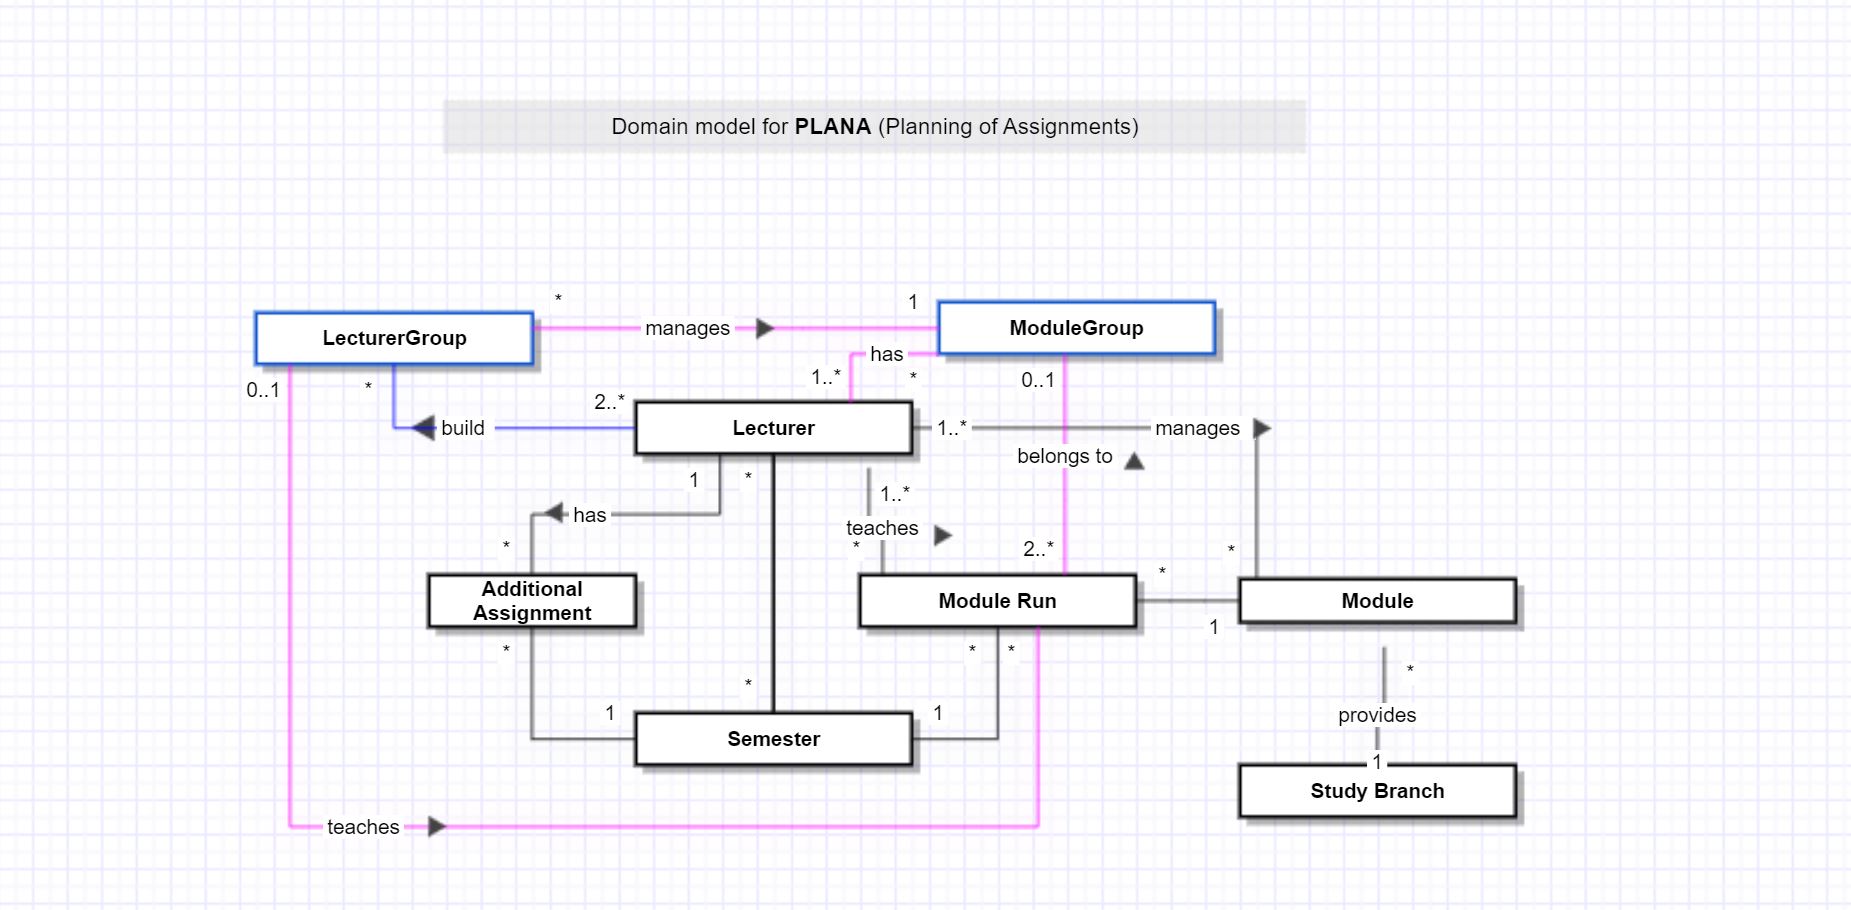 Domain model for PLANA (Planning of Assignments)
* 1
LecturerGroup manages ModuleGroup
has
0..1 * 1..* * 0..1
2..*
build Lecturer 1..* manages
belongs to
1 * 1..*
has teaches
* * 2..* *
Additional
Assignment
Module Run * Module
1
* * * *
* 1 1 provides
Semester
1
Study Branch
teaches